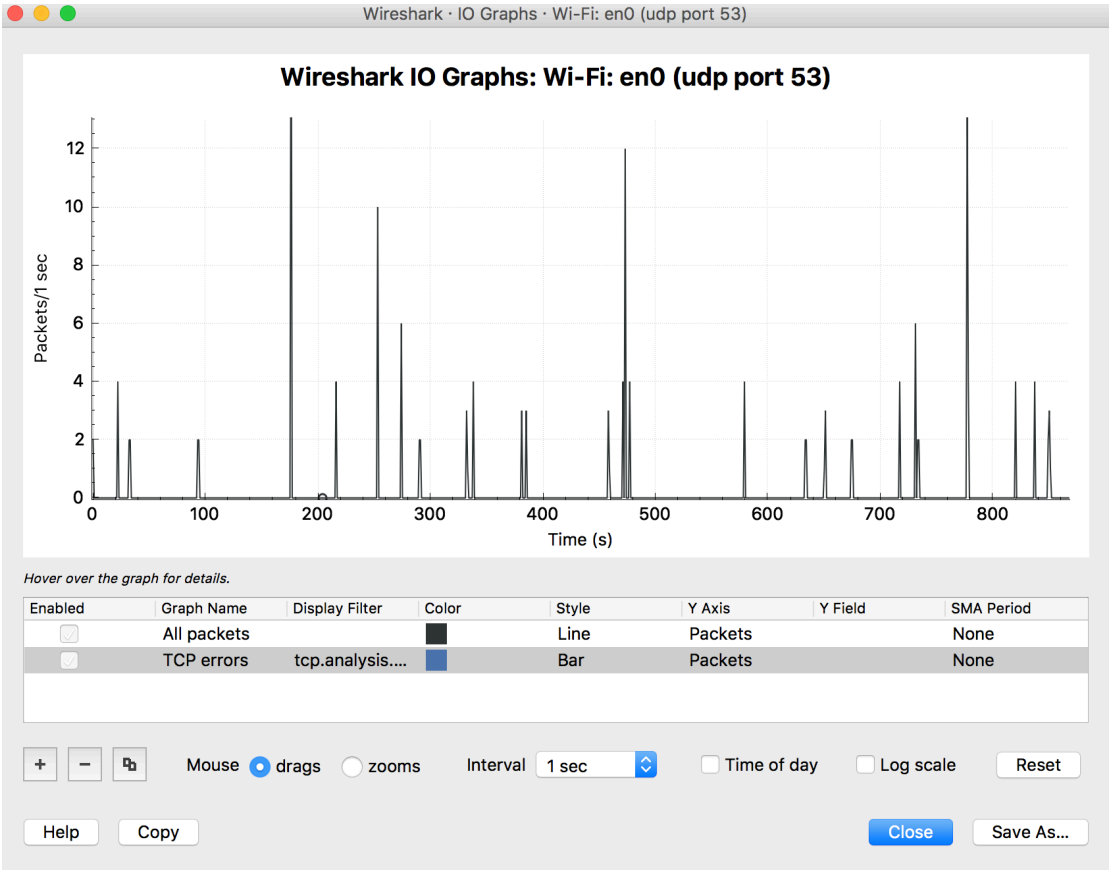 Wireshark · IO Graphs · Wi-Fi: en0 (udp port 53)
Wireshark IO Graphs: Wi-Fi: en0 (udp port 53)
12
10
8
6
4
2
0
Packets/1 sec
0 100 200 300 400 500 600 700 800
Time (s)
Hover over the graph for details.
Enabled Graph Name Display Filter Color Style Y Axis Y Field SMA Period
All packets Line Packets None
TCP errors tcp.analysis.... Bar Packets None
+ − Mouse drags zooms Interval 1 sec Time of day Log scale Reset
Help Copy Close Save As...